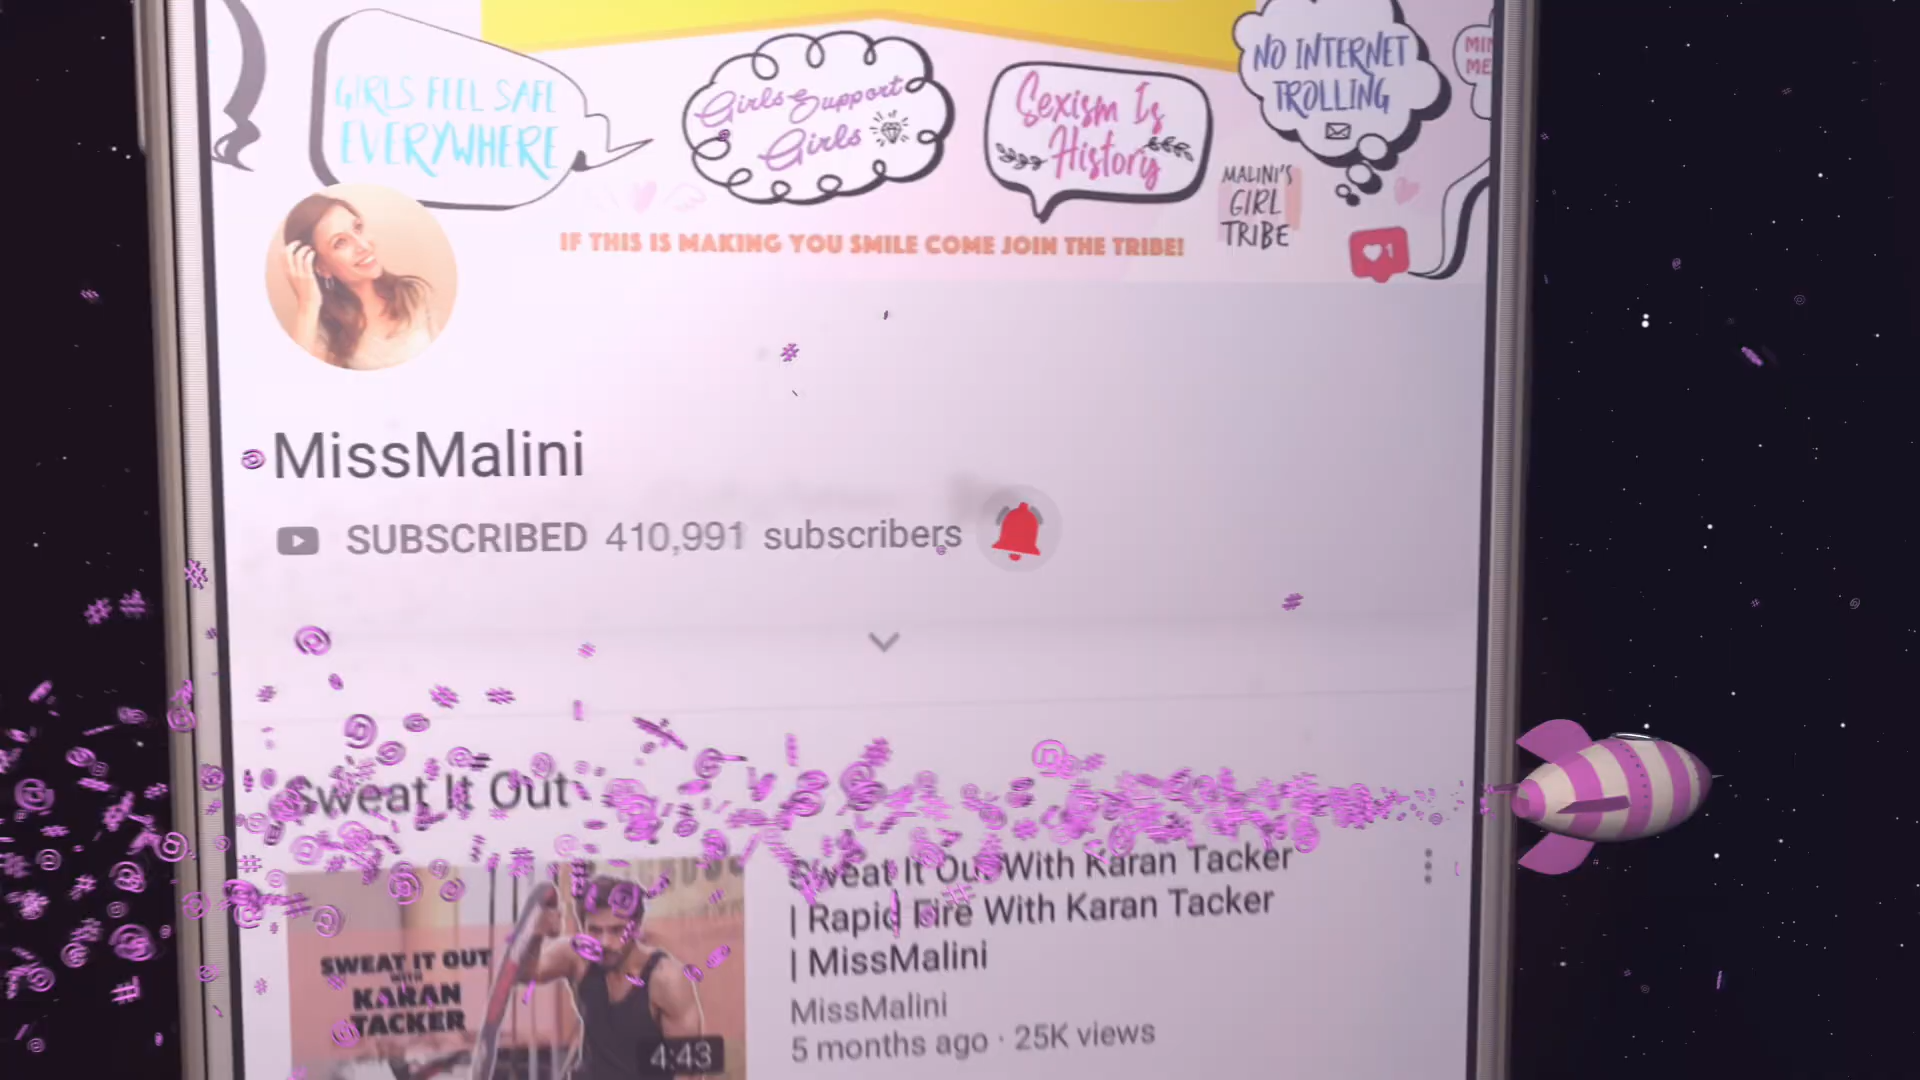 GIRLS FEEL SAFE
EVERYWHERE
Girls Support
Girls
Sexism Is
History
NO INTERNET
TROLLING
MALINI'S
GIRL
TRIBE
1
IF THIS IS MAKING YOU SMILE COME JOIN THE TRIBE!
MissMalini
SUBSCRIBED 410,991 subscribers
Sweat It Out
SWEAT IT OUT
WITH
KARAN
TACKER
4:43
Sweat It Out With Karan Tacker
| Rapid Fire With Karan Tacker
| MissMalini
MissMalini
5 months ago · 25K views